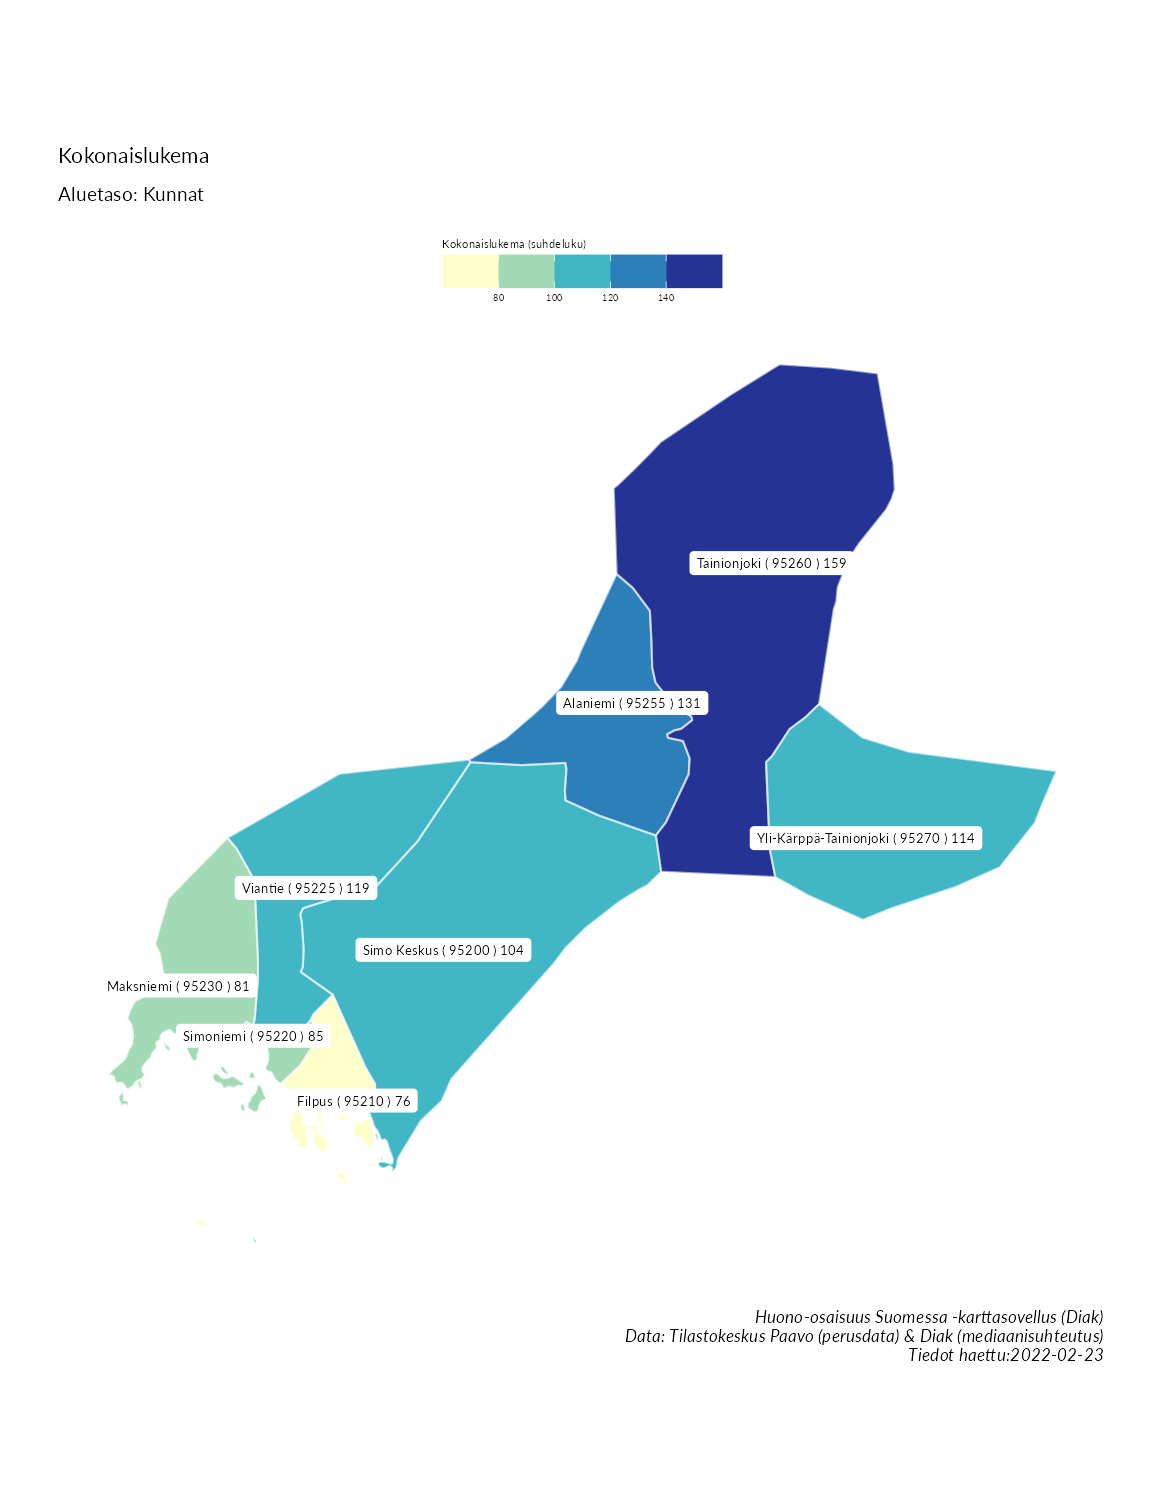 Kokonaislukema
Aluetaso: Kunnat
Kokonaislukema (suhdeluku)
80 100 120 140
Tainionjoki ( 95260 ) 159
Alaniemi ( 95255 ) 131
Yli-Kärppä-Tainionjoki ( 95270 ) 114
Viantie ( 95225 ) 119
Simo Keskus ( 95200 ) 104
Maksniemi ( 95230 ) 81
Simoniemi ( 95220 ) 85
Filpus ( 95210 ) 76
Huono-osaisuus Suomessa -karttasovellus (Diak)
Data: Tilastokeskus Paavo (perusdata) & Diak (mediaanisuhteutus)
Tiedot haettu:2022-02-23